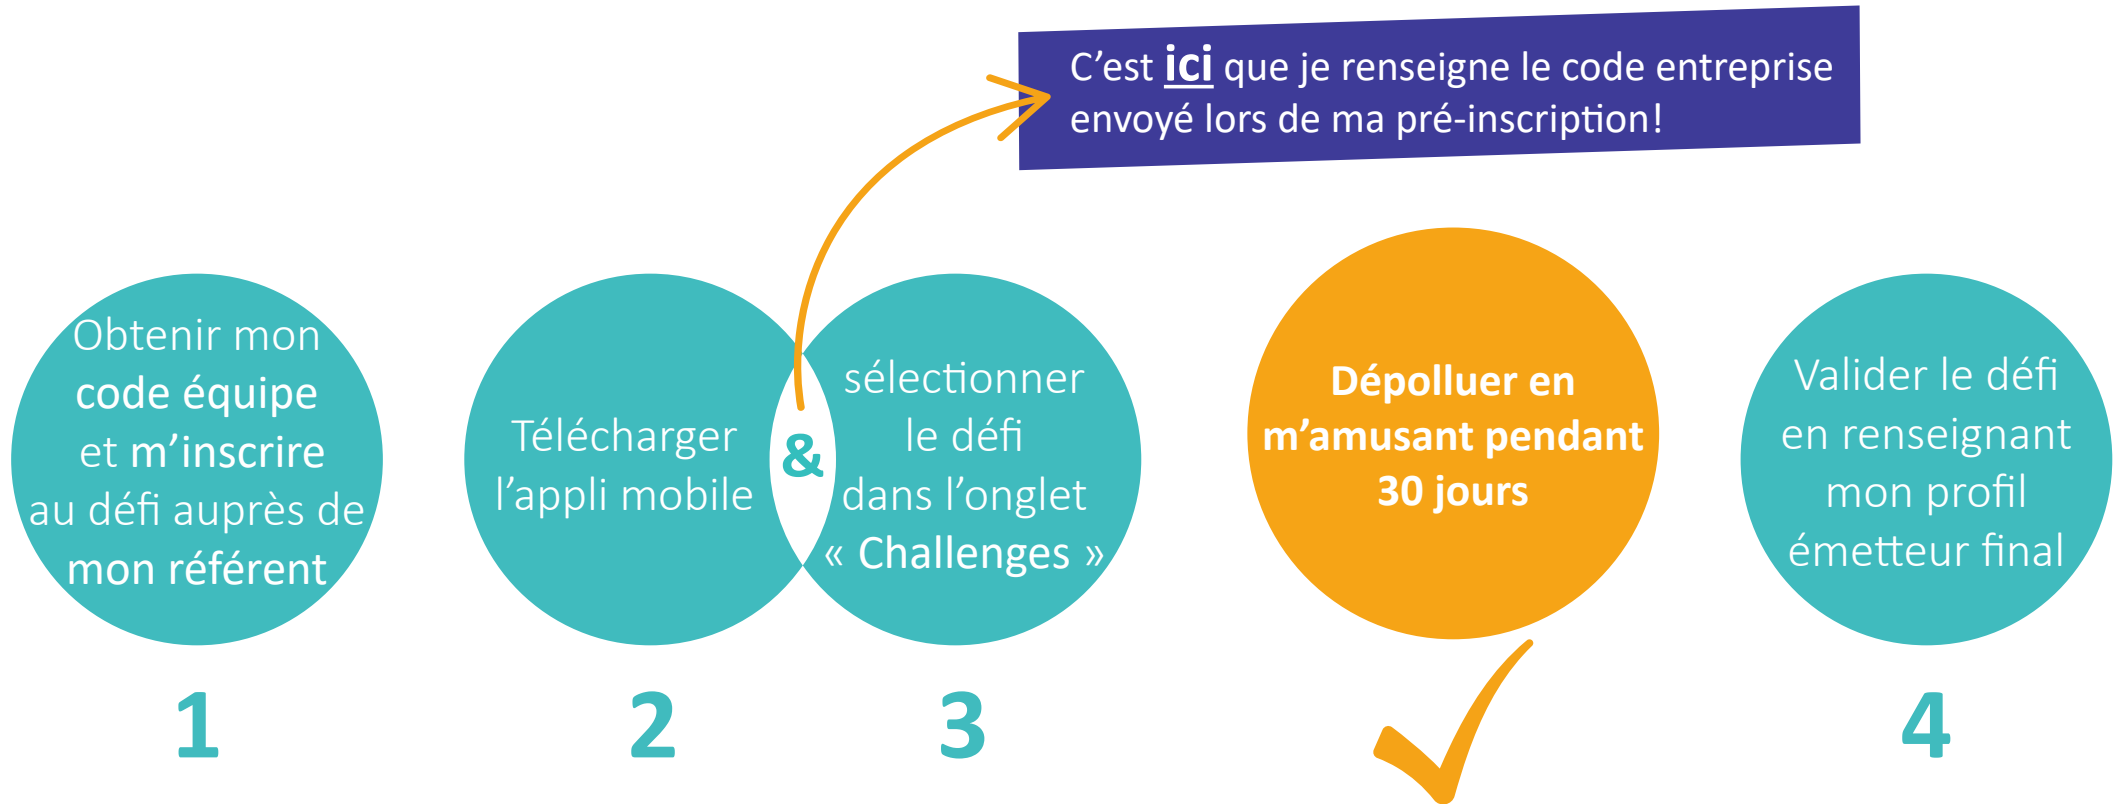 C’est ici que je renseigne le code entreprise
envoyé lors de ma pré-inscription!
Obtenir mon
code équipe
et m’inscrire
au défi auprès de
mon référent
1
Télécharger
l’appli mobile
2
&
sélectionner
le défi
dans l’onglet
« Challenges »
3
Dépolluer en
m’amusant pendant
30 jours
Valider le défi
en renseignant
mon profil
émetteur final
4